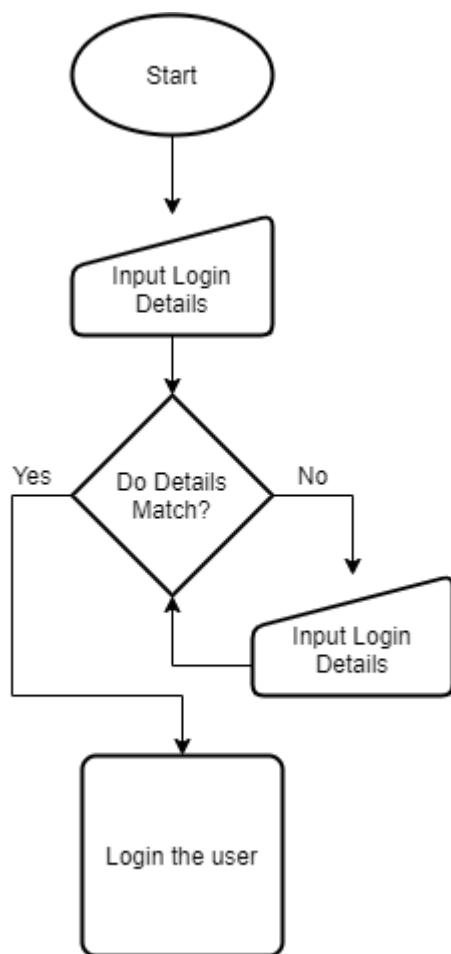 Start
Input Login
Details
Yes
Do Details
Match?
No
Input Login
Details
Login the user